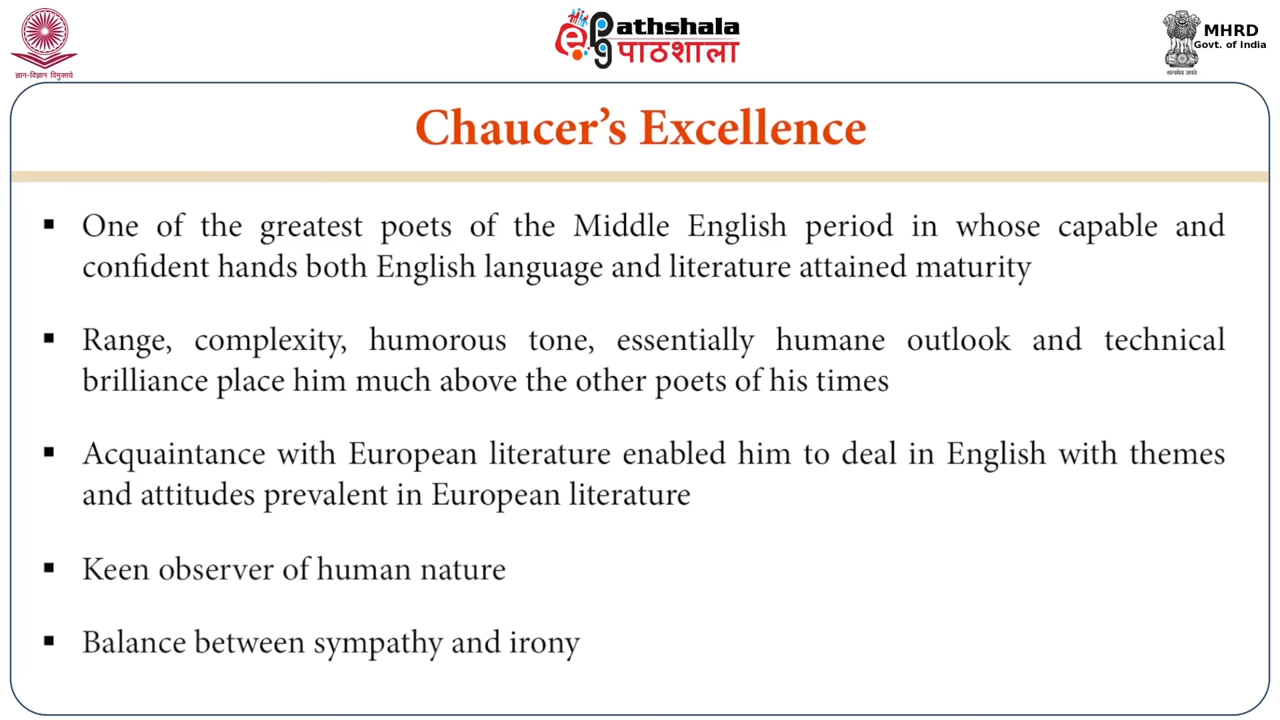 ज्ञान-विज्ञान विमुक्तये
ePG Pathshala
पाठशाला
MHRD
Govt. of India
सत्यमेव जयते
Chaucer’s Excellence
▪ One of the greatest poets of the Middle English period in whose capable and
confident hands both English language and literature attained maturity
▪ Range, complexity, humorous tone, essentially humane outlook and technical
brilliance place him much above the other poets of his times
▪ Acquaintance with European literature enabled him to deal in English with themes
and attitudes prevalent in European literature
▪ Keen observer of human nature
▪ Balance between sympathy and irony